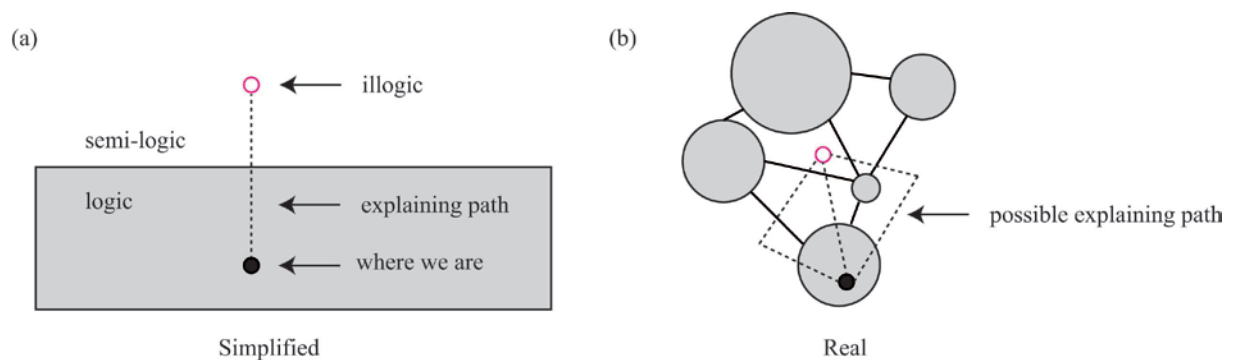 (a)
illogic
semi-logic
logic
explaining path
where we are
Simplified
(b)
possible explaining path
Real